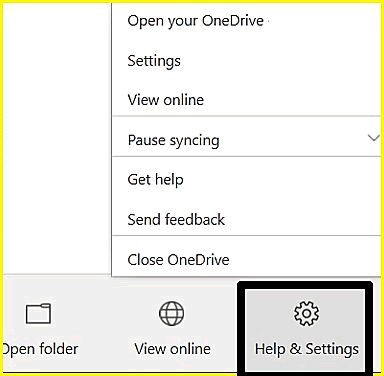 Open your OneDrive
Settings
View online
Pause syncing
Get help
Send feedback
Close OneDrive
Open folder
View online
Help & Settings